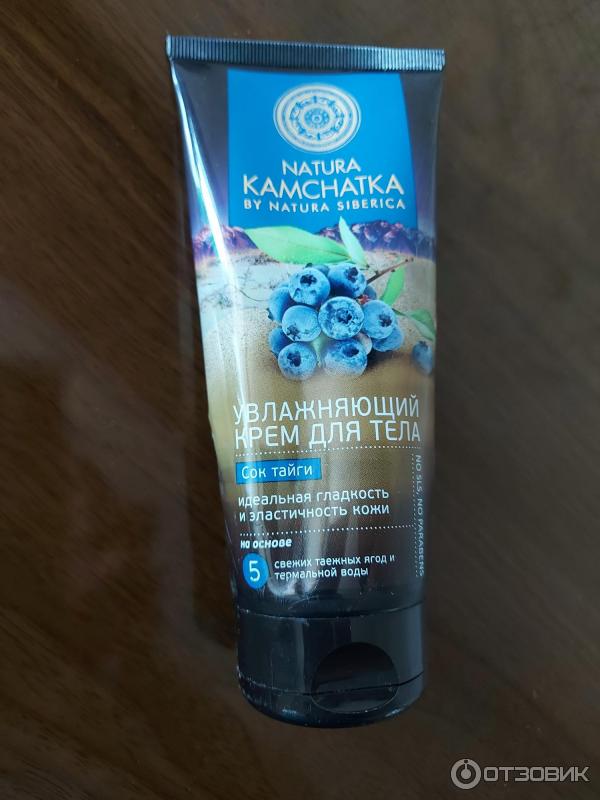 NATURA
KAMCHATKA
BY NATURA SIBERICA
УВЛАЖНЯЮЩИЙ
КРЕМ ДЛЯ ТЕЛА
Сок тайги
идеальная гладкость
и эластичность кожи
на основе
5 свежих таежных ягод и
термальной воды
NO SLS, NO PARABENS
ОТЗОВИК